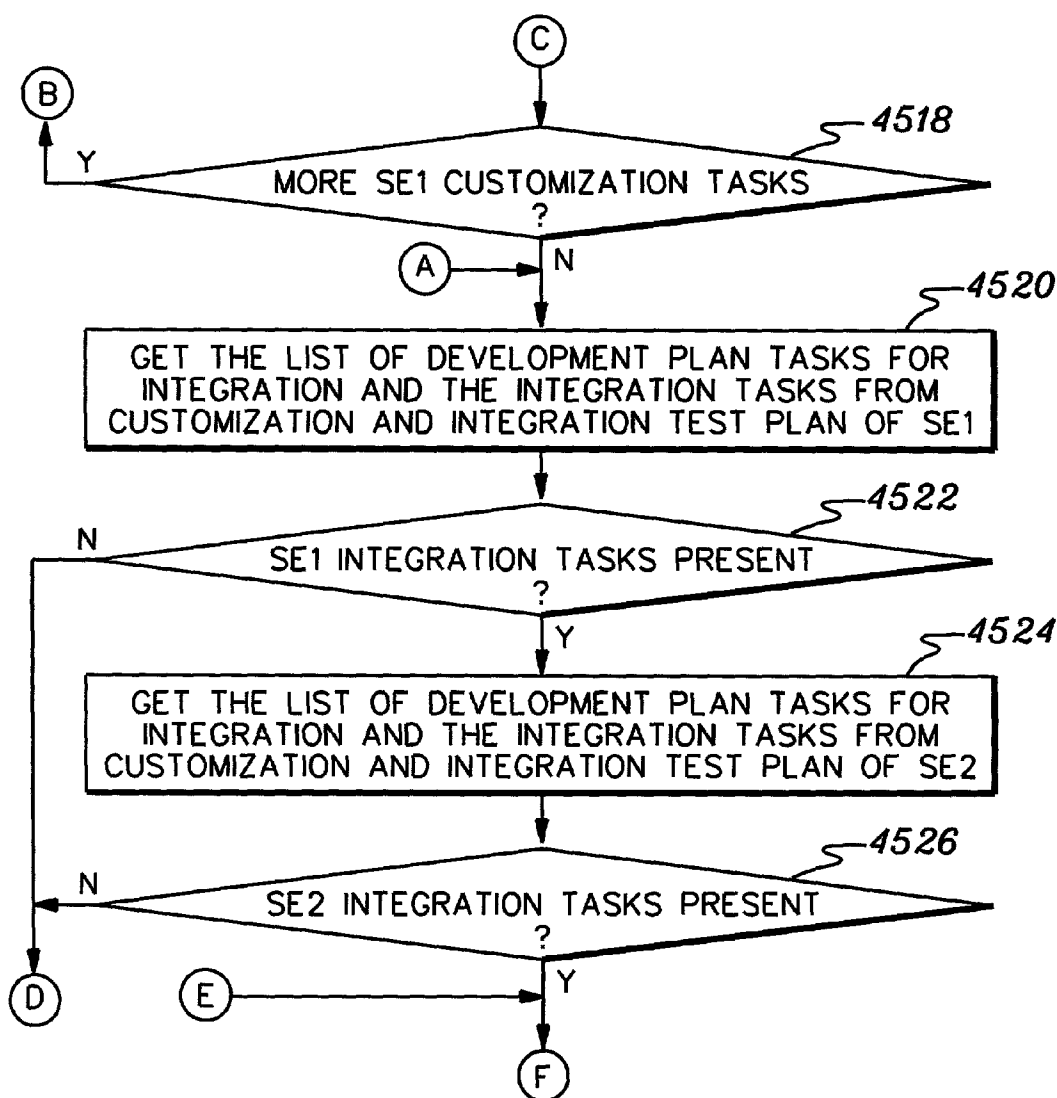 C
B
4518
Y
MORE SE1 CUSTOMIZATION TASKS
?
A
N
4520
GET THE LIST OF DEVELOPMENT PLAN TASKS FOR
INTEGRATION AND THE INTEGRATION TASKS FROM
CUSTOMIZATION AND INTEGRATION TEST PLAN OF SE1
4522
N
SE1 INTEGRATION TASKS PRESENT
?
Y
4524
GET THE LIST OF DEVELOPMENT PLAN TASKS FOR
INTEGRATION AND THE INTEGRATION TASKS FROM
CUSTOMIZATION AND INTEGRATION TEST PLAN OF SE2
4526
N
SE2 INTEGRATION TASKS PRESENT
?
Y
D
E
F